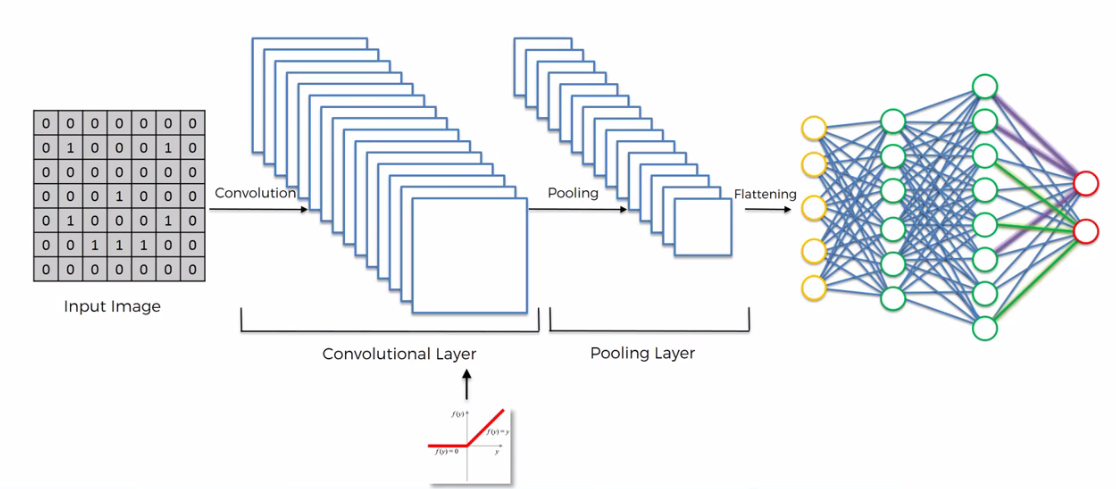 0 0 0 0 0 0 0
0 1 0 0 0 1 0
0 0 0 0 0 0 0
0 0 0 1 0 0 0
0 1 0 0 0 1 0
0 0 1 1 1 0 0
0 0 0 0 0 0 0
Input Image
Convolution
Pooling
Flattening
Convolutional Layer
Pooling Layer
f(y)
f(y)=y
f(y)=0
y